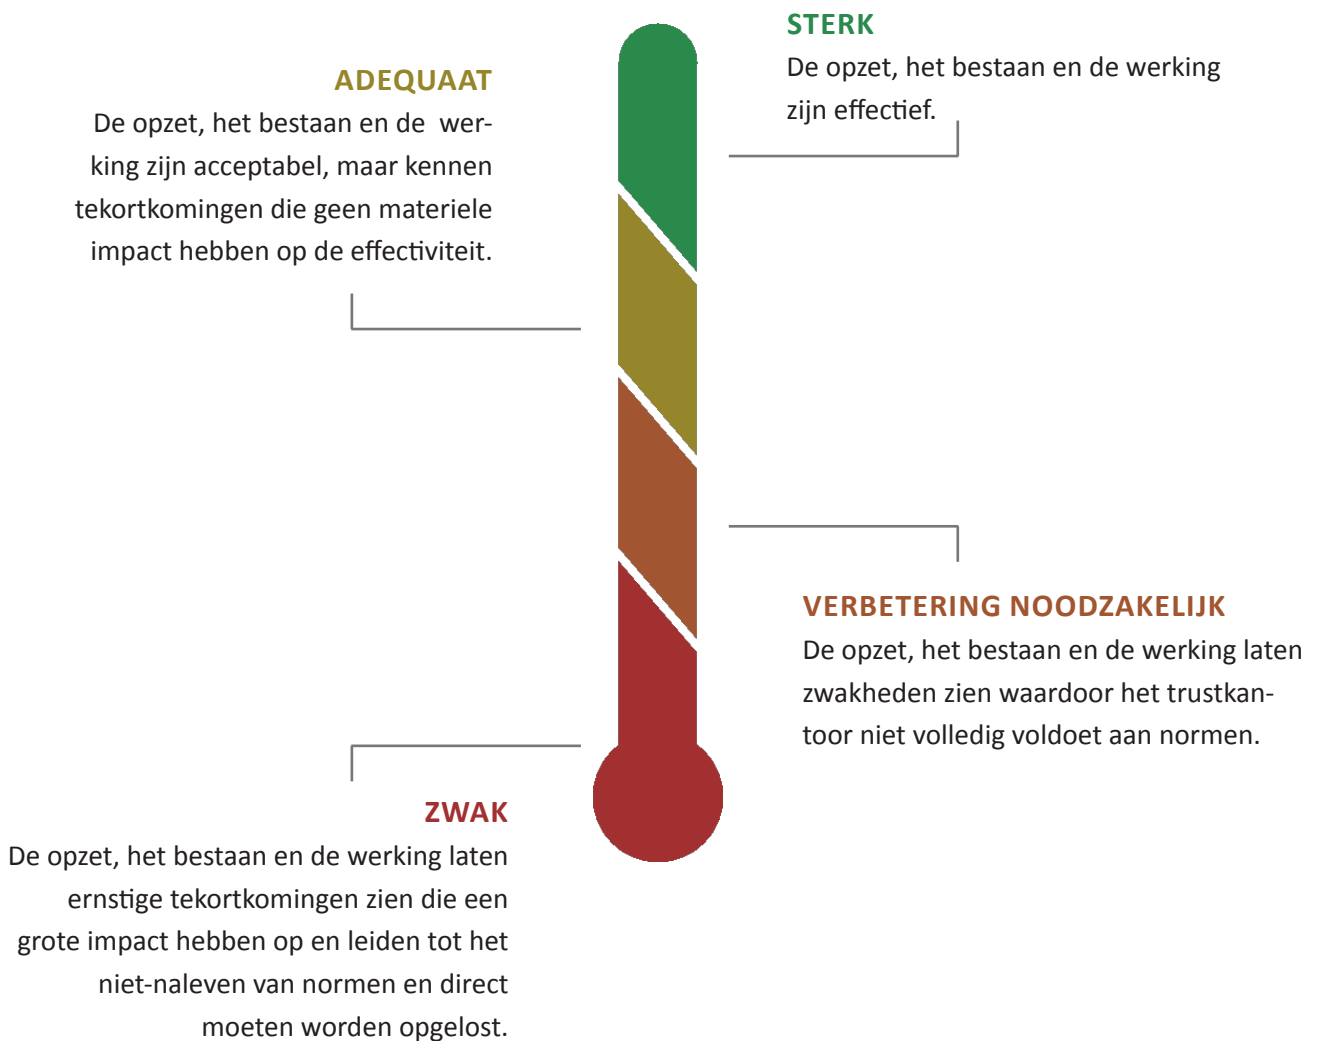 STERK
De opzet, het bestaan en de werking
zijn effectief.
ADEQUAAT
De opzet, het bestaan en de  wer-
king zijn acceptabel, maar kennen
tekortkomingen die geen materiele
impact hebben op de effectiviteit.
VERBETERING NOODZAKELIJK
De opzet, het bestaan en de werking laten
zwakheden zien waardoor het trustkan-
toor niet volledig voldoet aan normen.
ZWAK
De opzet, het bestaan en de werking laten
ernstige tekortkomingen zien die een
grote impact hebben op en leiden tot het
niet-naleven van normen en direct
moeten worden opgelost.